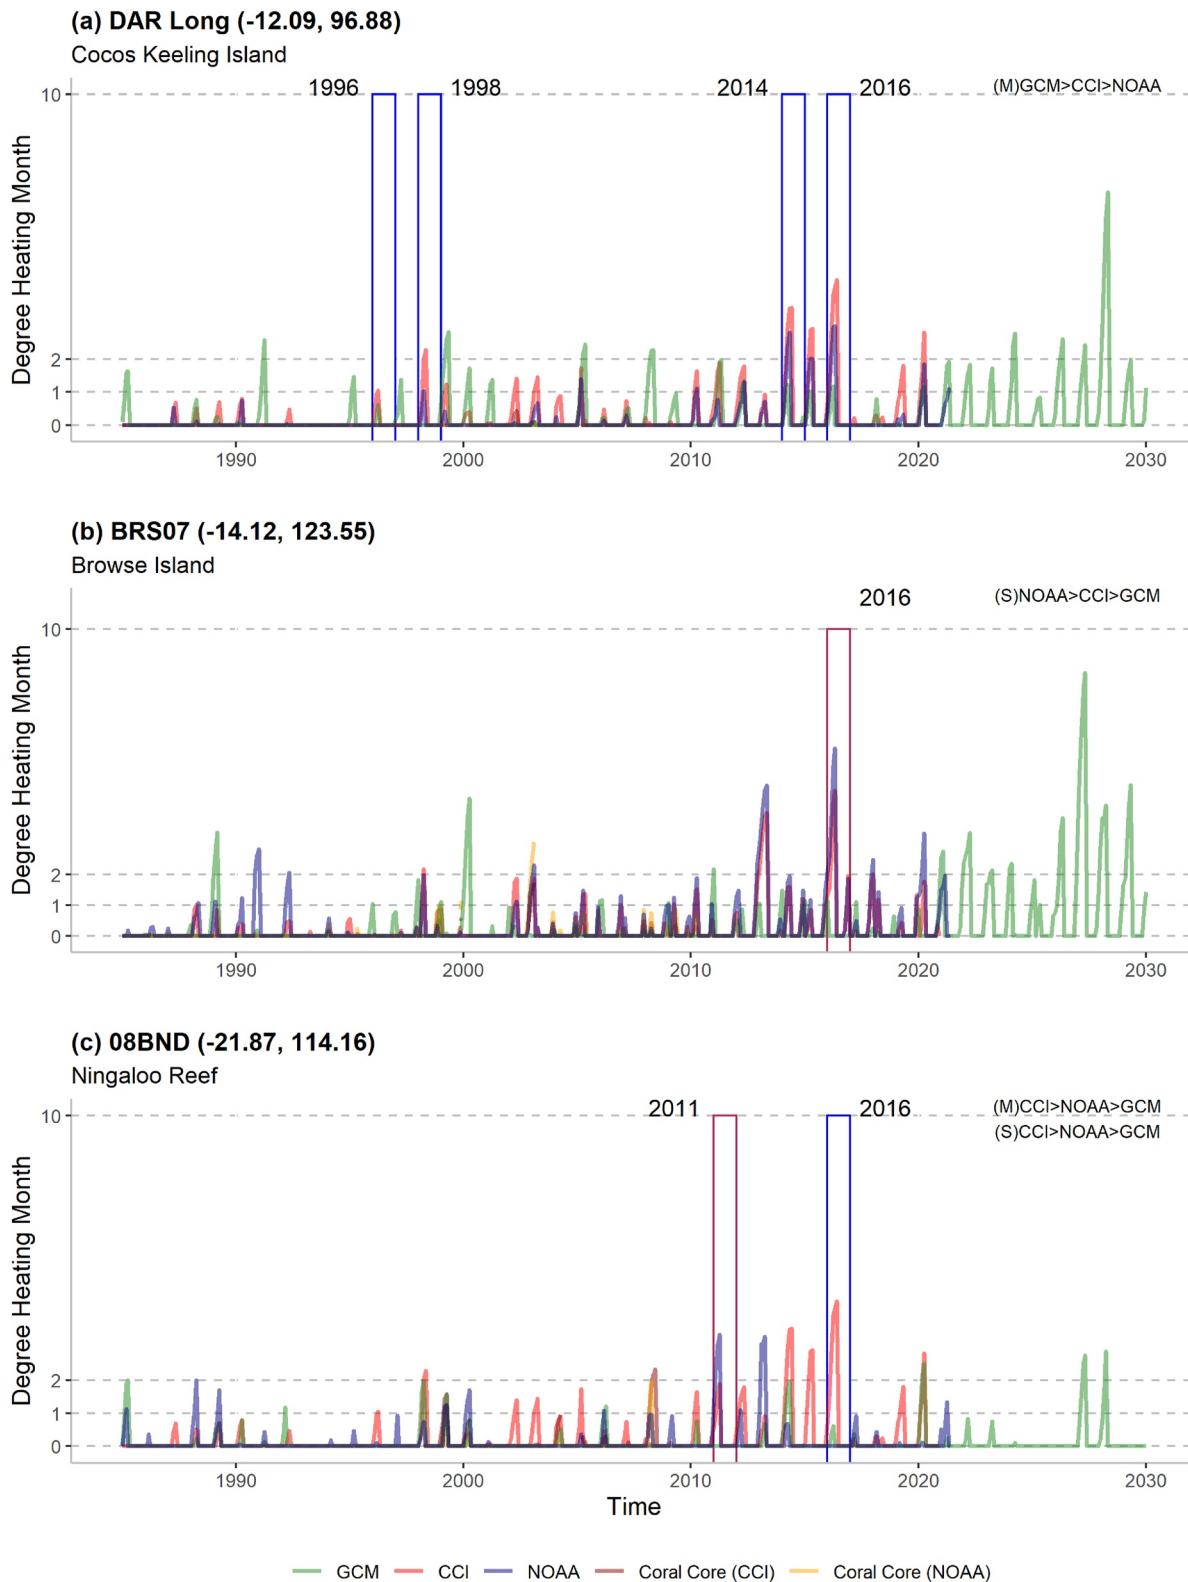 (a) DAR Long (-12.09, 96.88)
Cocos Keeling Island
1996 1998 2014 2016 (M)GCM>CCI>NOAA
10
2
1
0
Degree Heating Month
1990 2000 2010 2020 2030
(b) BRS07 (-14.12, 123.55)
Browse Island
2016 (S)NOAA>CCI>GCM
10
2
1
0
Degree Heating Month
1990 2000 2010 2020 2030
(c) 08BND (-21.87, 114.16)
Ningaloo Reef
2011 2016 (M)CCI>NOAA>GCM
(S)CCI>NOAA>GCM
10
2
1
0
Degree Heating Month
1990 2000 2010 2020 2030
Time
GCM CCI NOAA Coral Core (CCI) Coral Core (NOAA)